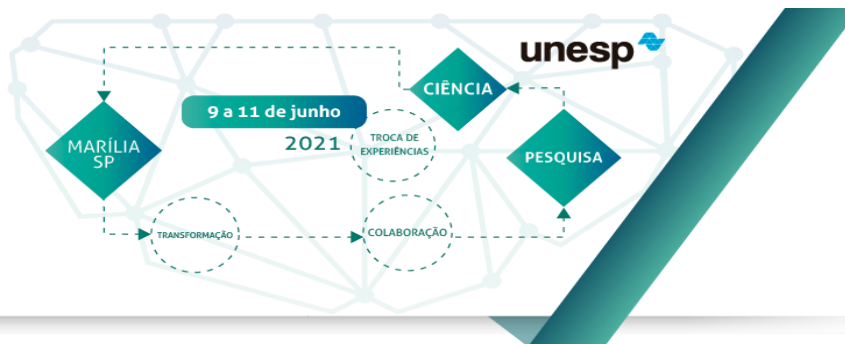 unesp
CIÊNCIA
9 a 11 de junho
2021
TROCA DE
EXPERIÊNCIAS
MARÍLIA
SP
PESQUISA
TRANSFORMAÇÃO
COLABORAÇÃO